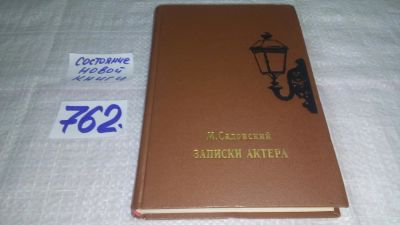 СОСТОЯНИЕ
НОВОЙ
КНИГИ
762.
М. Садовский
ЗАПИСКИ АКТЕРА